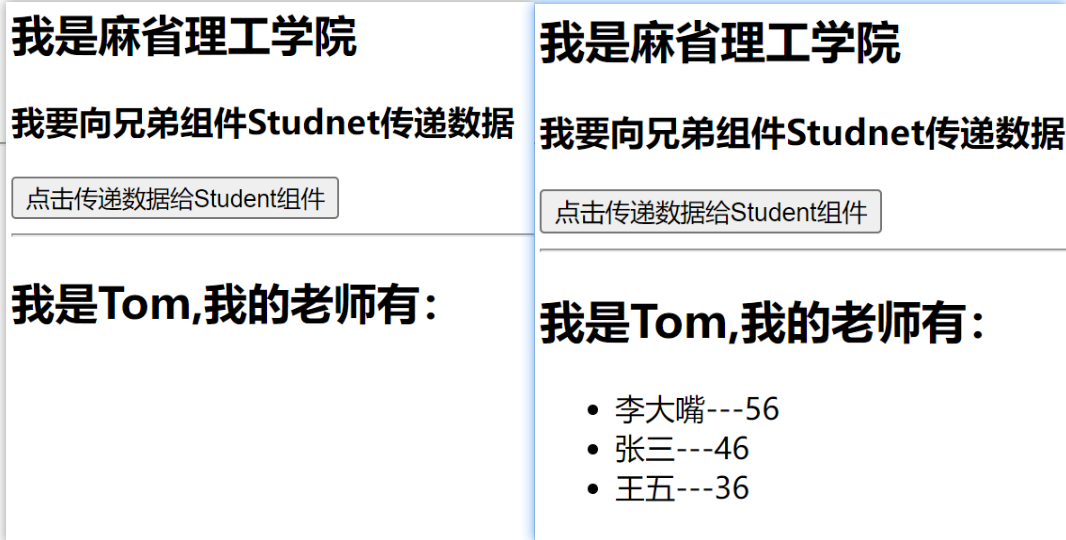 我是麻省理工学院
我要向兄弟组件Studnet传递数据
点击传递数据给Student组件
我是Tom,我的老师有：
我是麻省理工学院
我要向兄弟组件Studnet传递数据
点击传递数据给Student组件
我是Tom,我的老师有：
李大嘴---56
张三---46
王五---36